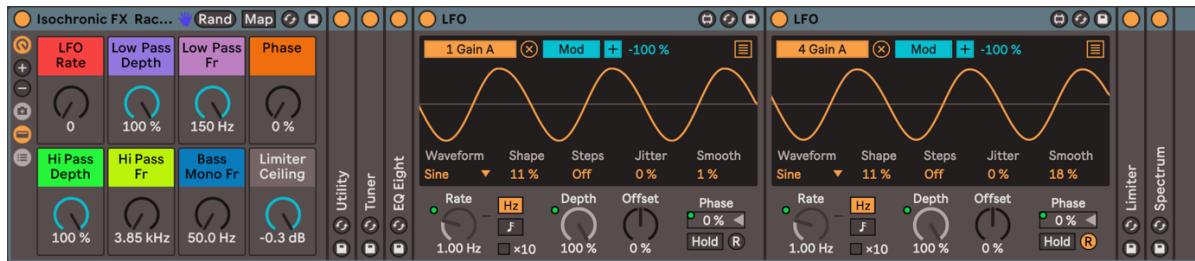 Isochronic FX Rac... Rand Map
LFO Rate
Low Pass Depth
Low Pass Fr
Phase
0
100 %
150 Hz
0 %
Hi Pass Depth
Hi Pass Fr
Bass Mono Fr
Limiter Ceiling
100 %
3.85 kHz
50.0 Hz
-0.3 dB
Utility
Tuner
EQ Eight
LFO
1 Gain A Mod + -100 %
Waveform Shape Steps Jitter Smooth
Sine 11 % Off 0 % 1 %
Rate Hz Depth Offset Phase
0 %
1.00 Hz ×10 100 % 0 % Hold R
LFO
4 Gain A Mod + -100 %
Waveform Shape Steps Jitter Smooth
Sine 11 % Off 0 % 18 %
Rate Hz Depth Offset Phase
0 %
1.00 Hz ×10 100 % 0 % Hold R
Limiter
Spectrum